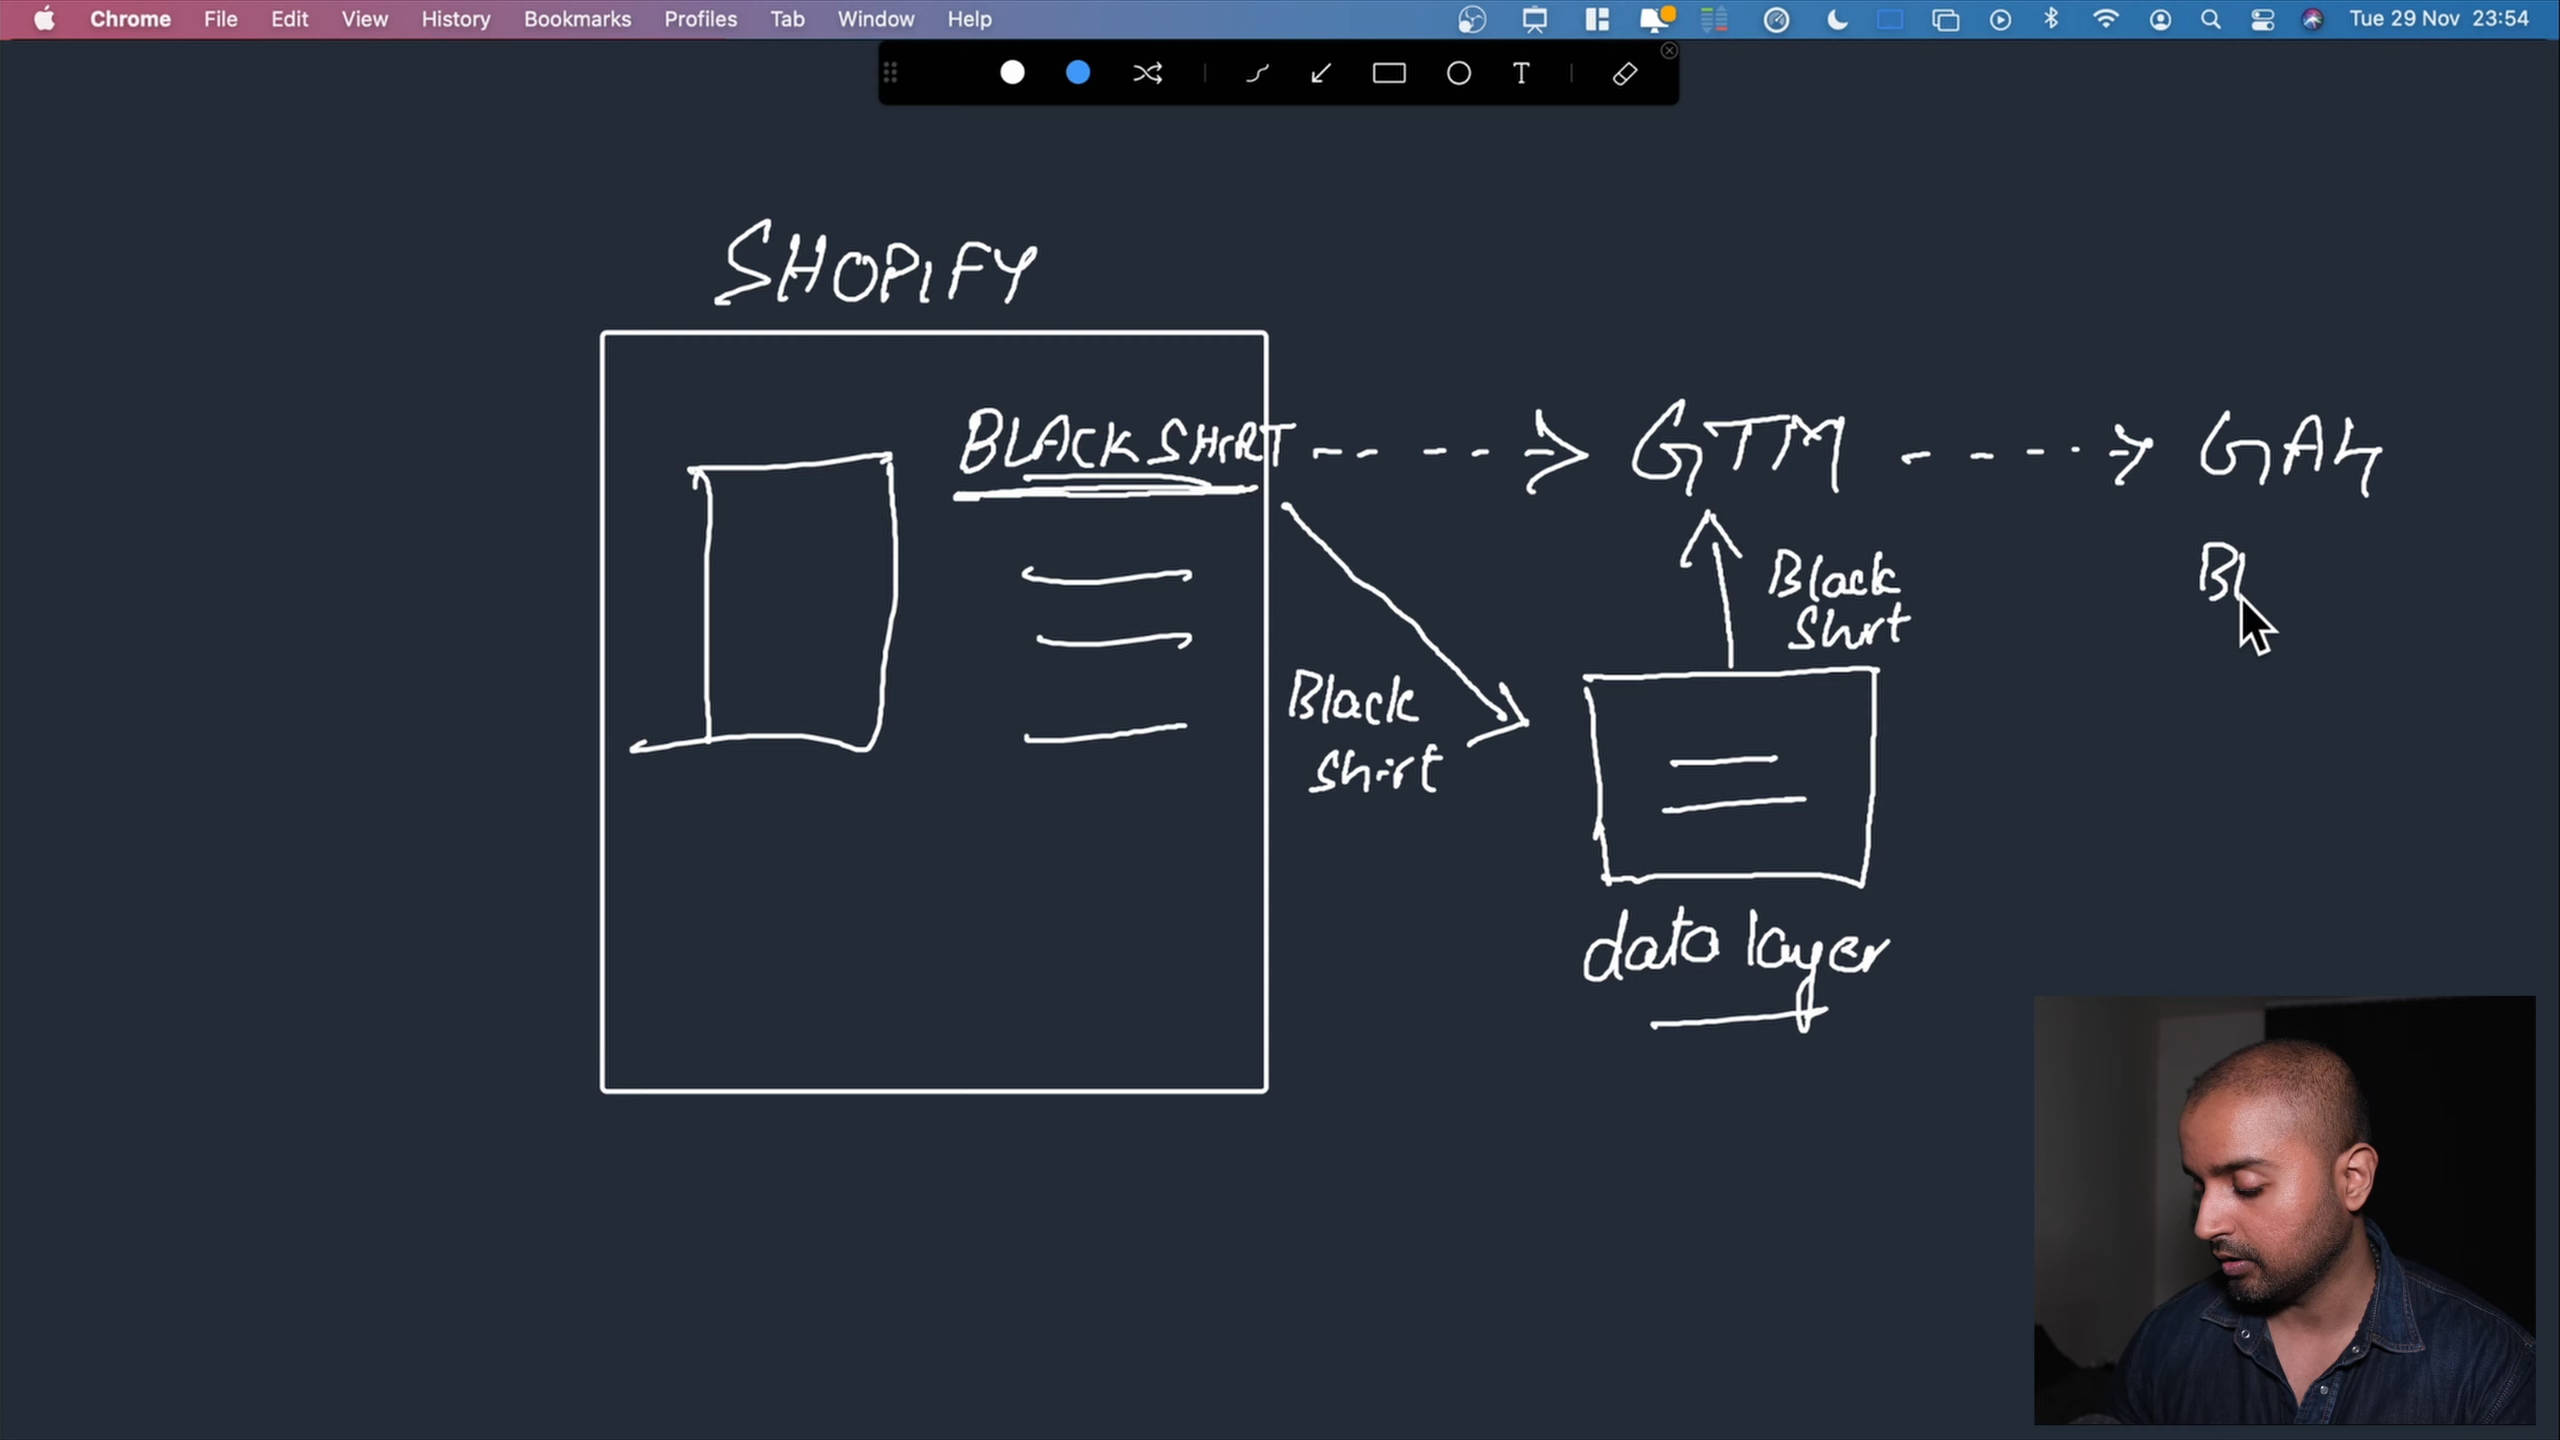 Chrome File Edit View History Bookmarks Profiles Tab Window Help Tue 29 Nov 23:54
T
SHOPIFY
BLACK SHIRT
GTM
GA4
Black
Shirt
Bl
Black
Shirt
data layer